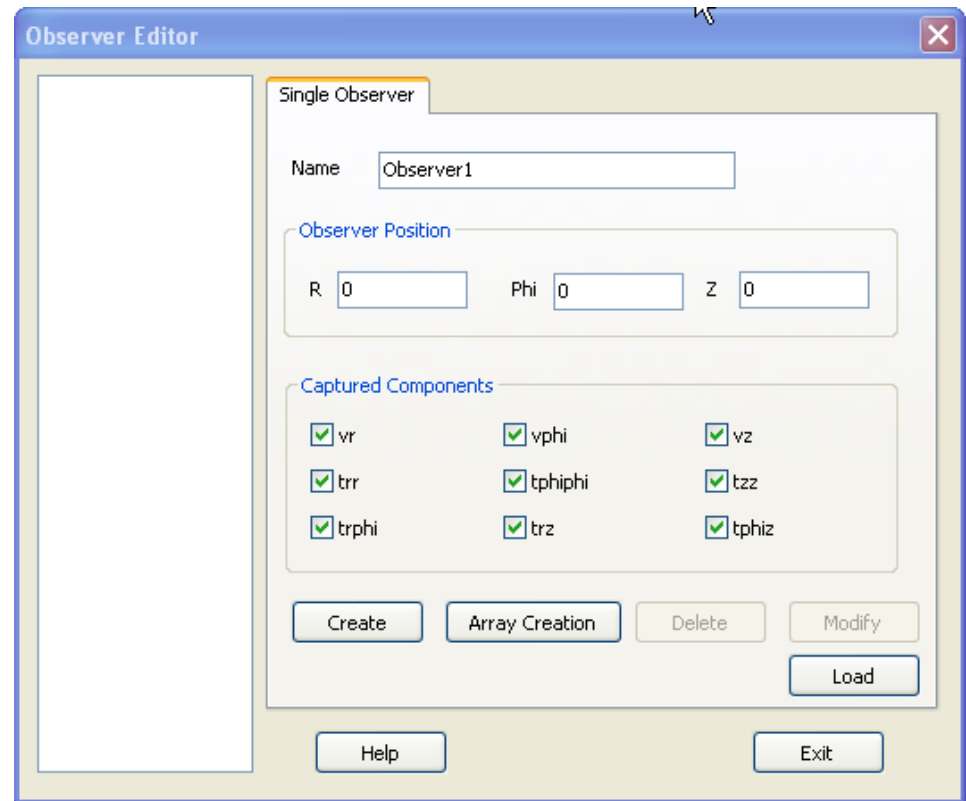 Observer Editor
Single Observer
Name Observer1
Observer Position
R 0 Phi 0 Z 0
Captured Components
vr vphi vz
trr tphiphi tzz
trphi trz tphiz
Create Array Creation Delete Modify
Load
Help Exit